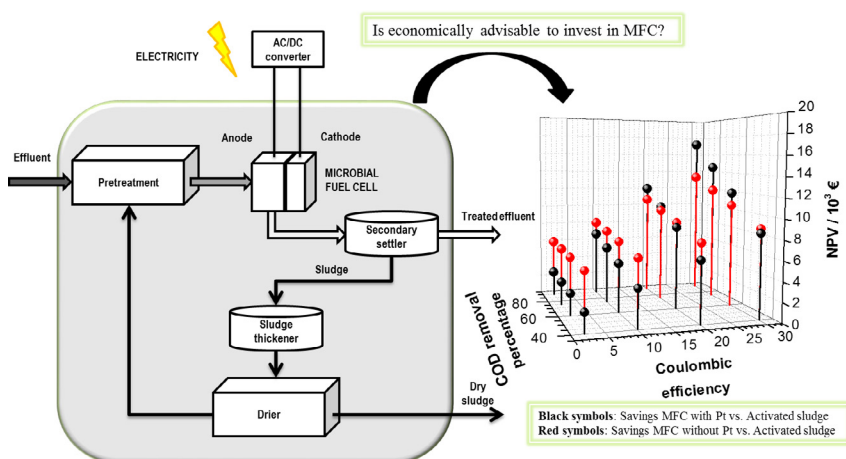 Is economically advisable to invest in MFC?
AC/DC
converter
ELECTRICITY
Anode
Cathode
Effluent
Pretreatment
MICROBIAL
FUEL CELL
Secondary
settler
Treated effluent
Sludge
Sludge
thickener
Drier
Dry
sludge
20
18
16
14
12
10
8
6
4
2
0
NPV / 10³ €
80
60
40
COD removal
percentage
0
5
10
15
20
25
30
Coulombic
efficiency
Black symbols: Savings MFC with Pt vs. Activated sludge
Red symbols: Savings MFC without Pt vs. Activated sludge